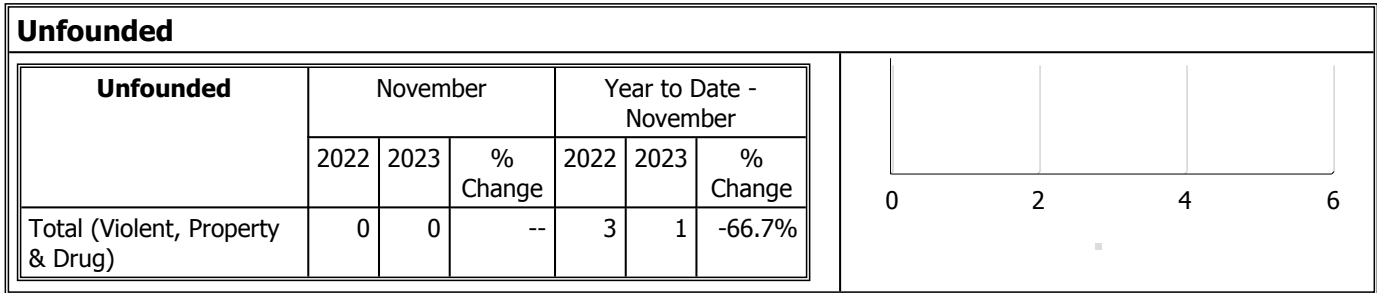 Unfounded
Unfounded November Year to Date -
November
2022 2023 % 2022 2023 %
Change Change
Total (Violent, Property 0 0 -- 3 1 -66.7%
& Drug)
0 2 4 6